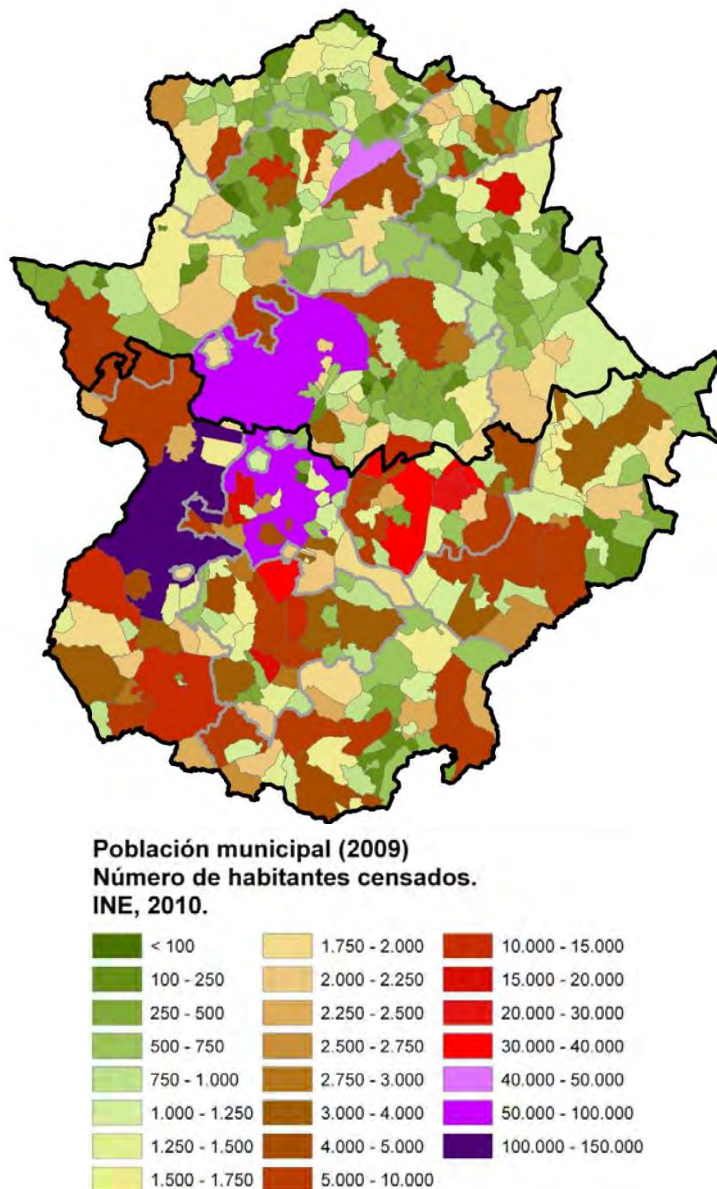 Población municipal (2009)
Número de habitantes censados.
INE, 2010.
< 100
100 - 250
250 - 500
500 - 750
750 - 1.000
1.000 - 1.250
1.250 - 1.500
1.500 - 1.750
1.750 - 2.000
2.000 - 2.250
2.250 - 2.500
2.500 - 2.750
2.750 - 3.000
3.000 - 4.000
4.000 - 5.000
5.000 - 10.000
10.000 - 15.000
15.000 - 20.000
20.000 - 30.000
30.000 - 40.000
40.000 - 50.000
50.000 - 100.000
100.000 - 150.000